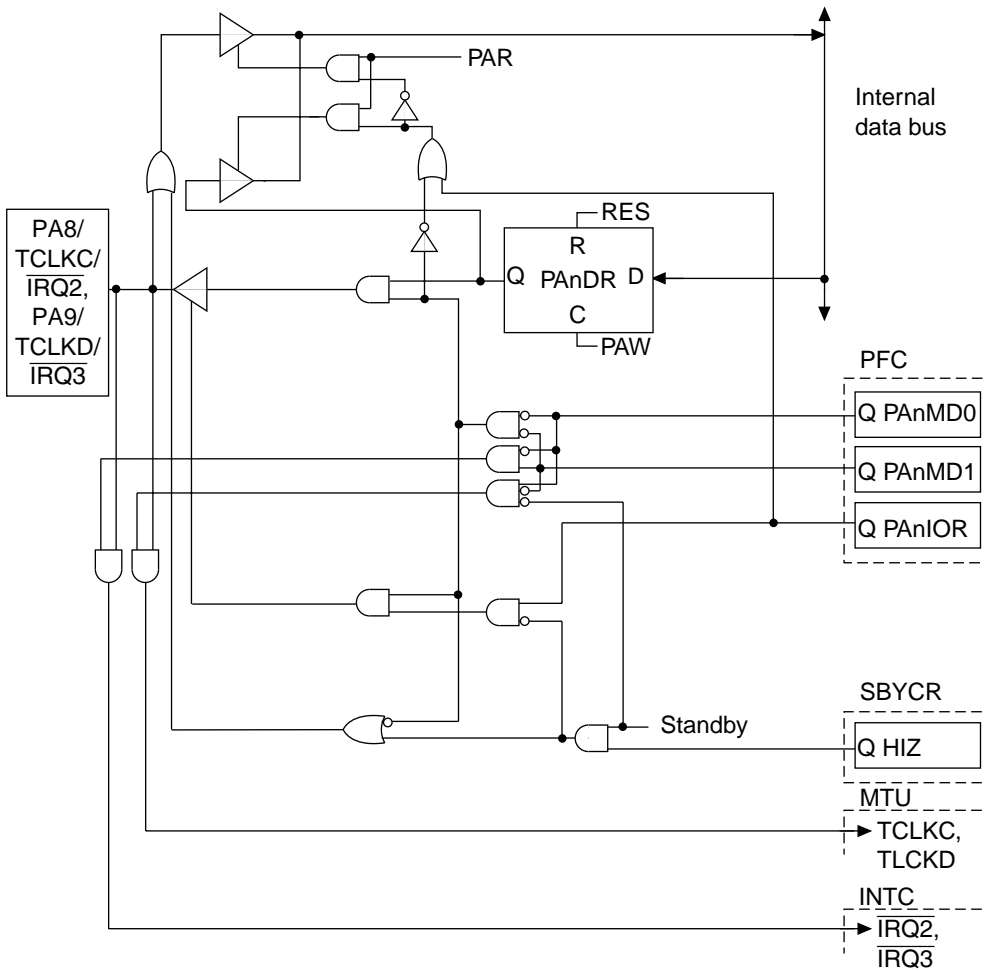 PAR
Internal
data bus
PA8/
TCLKC/
IRQ2,
PA9/
TCLKD/
IRQ3
RES
R
Q PAnDR D
C
PAW
PFC
Q PAnMD0
Q PAnMD1
Q PAnIOR
SBYCR
Standby
Q HIZ
MTU
TCLKC,
TLCKD
INTC
IRQ2,
IRQ3